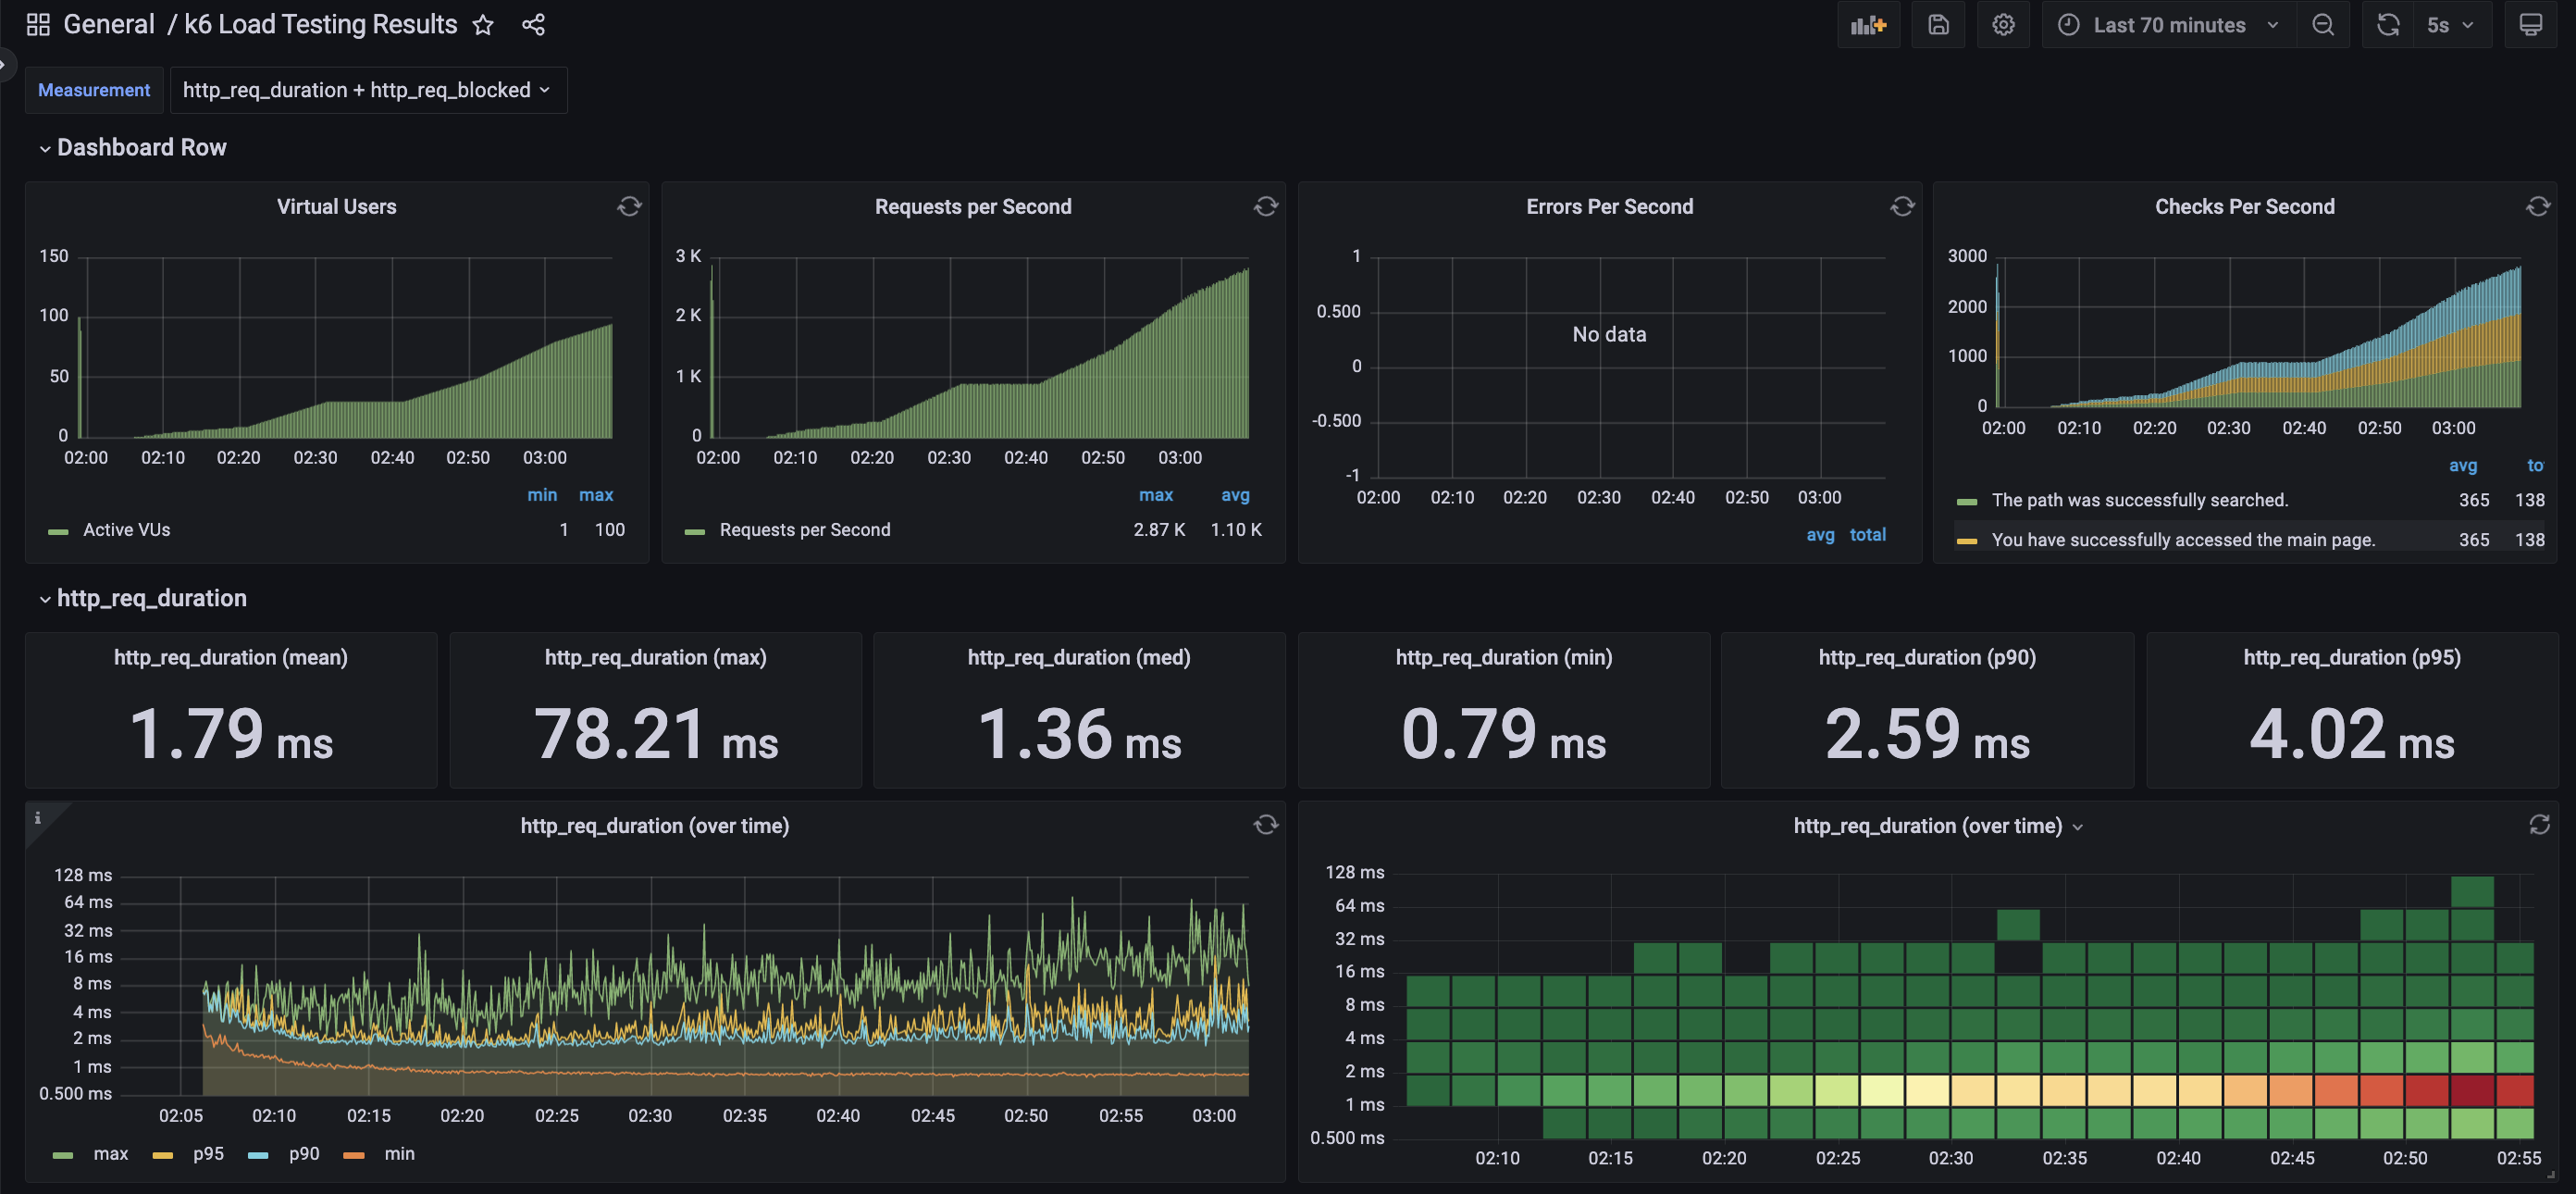 General / k6 Load Testing Results
Last 70 minutes
5s
Measurement
http_req_duration + http_req_blocked
Dashboard Row
Virtual Users
150
100
50
0
02:00 02:10 02:20 02:30 02:40 02:50 03:00
min max
Active VUs 1 100
Requests per Second
3 K
2 K
1 K
0
02:00 02:10 02:20 02:30 02:40 02:50 03:00
max avg
Requests per Second 2.87 K 1.10 K
Errors Per Second
1
0.500
0
-0.500
-1
No data
02:00 02:10 02:20 02:30 02:40 02:50 03:00
avg total
Checks Per Second
3000
2000
1000
0
02:00 02:10 02:20 02:30 02:40 02:50 03:00
avg to
The path was successfully searched. 365 138
You have successfully accessed the main page. 365 138
http_req_duration
http_req_duration (mean)
1.79 ms
http_req_duration (max)
78.21 ms
http_req_duration (med)
1.36 ms
http_req_duration (min)
0.79 ms
http_req_duration (p90)
2.59 ms
http_req_duration (p95)
4.02 ms
i
http_req_duration (over time)
128 ms
64 ms
32 ms
16 ms
8 ms
4 ms
2 ms
1 ms
0.500 ms
02:05 02:10 02:15 02:20 02:25 02:30 02:35 02:40 02:45 02:50 02:55 03:00
max p95 p90 min
http_req_duration (over time)
128 ms
64 ms
32 ms
16 ms
8 ms
4 ms
2 ms
1 ms
0.500 ms
02:10 02:15 02:20 02:25 02:30 02:35 02:40 02:45 02:50 02:55